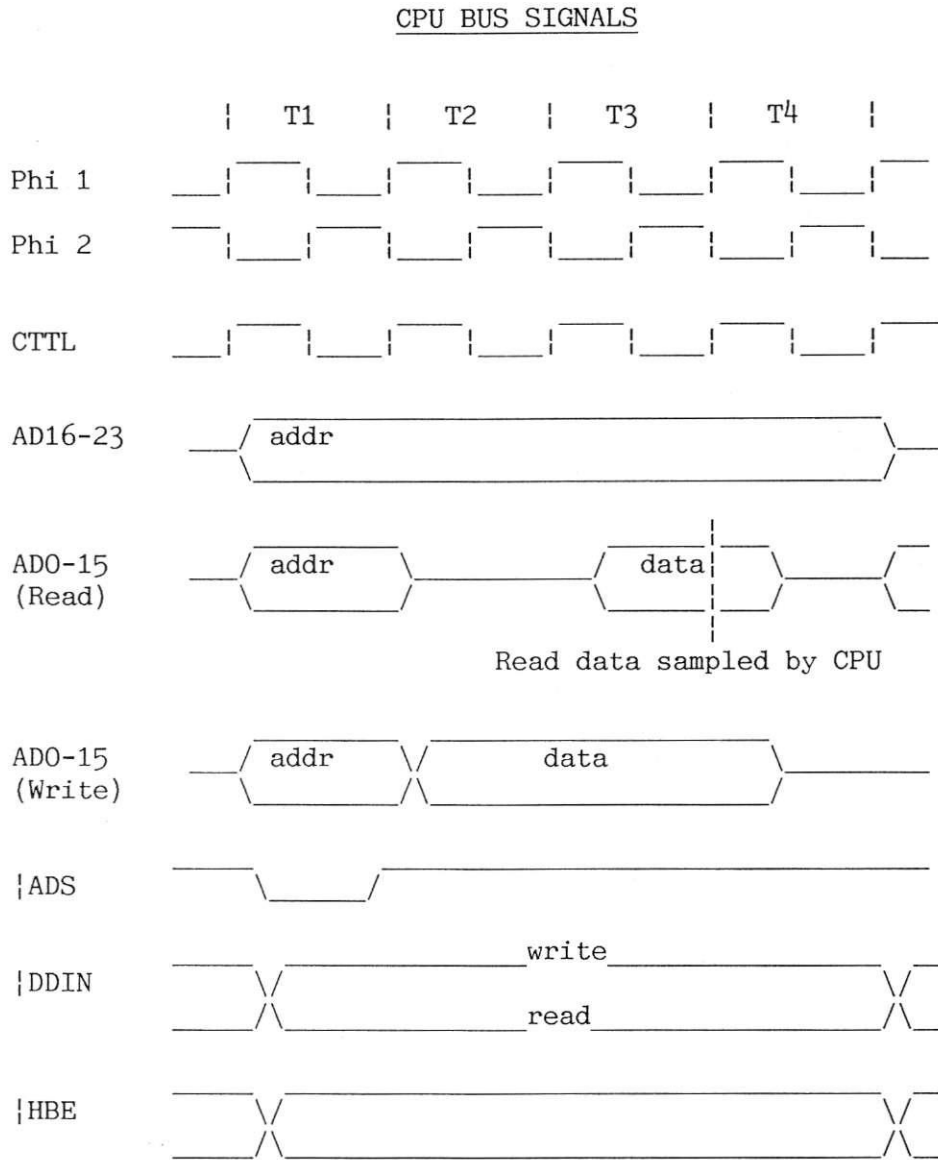 CPU BUS SIGNALS
¦ T1 ¦ T2 ¦ T3 ¦ T4 ¦
Phi 1
Phi 2
CTTL
AD16-23 addr
AD0-15 addr data
(Read)
Read data sampled by CPU
AD0-15 addr data
(Write)
¦ADS
write
¦DDIN
read
¦HBE